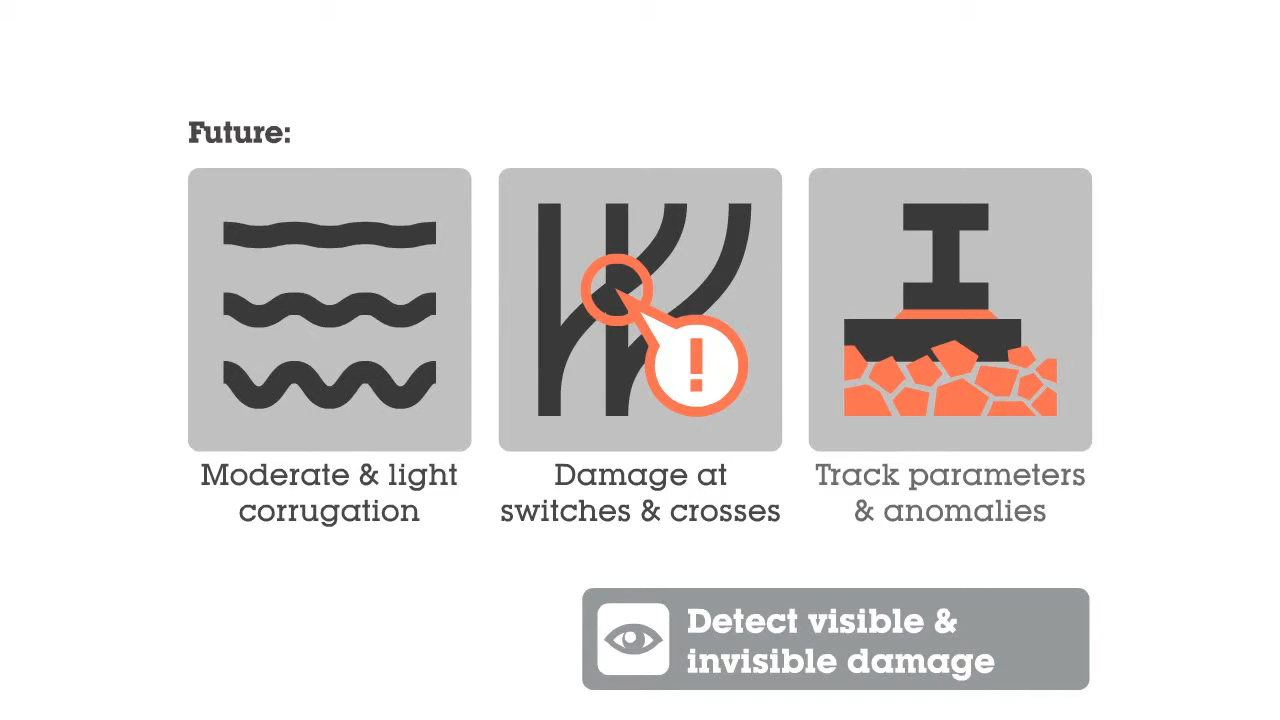 Future:
Moderate & light
corrugation
Damage at
switches & crosses
!
Track parameters
& anomalies
Detect visible &
invisible damage